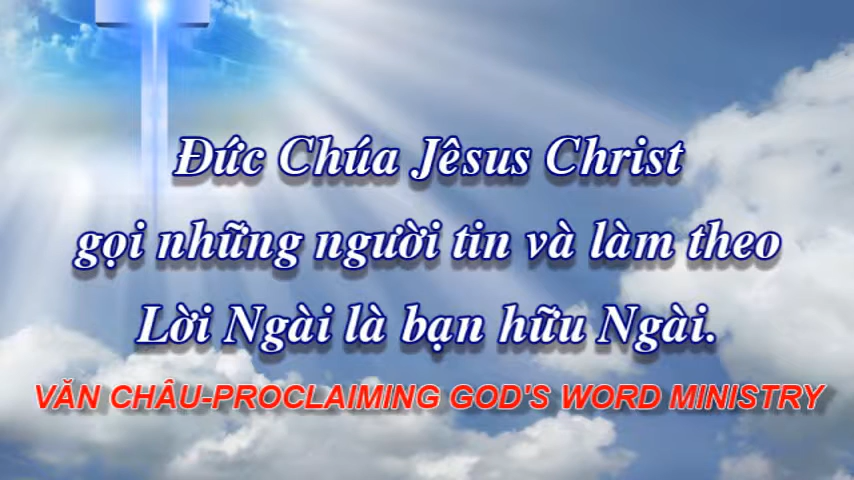 Đức Chúa Jêsus Christ
gọi những người tin và làm theo
Lời Ngài là bạn hữu Ngài.
VĂN CHÂU-PROCLAIMING GOD'S WORD MINISTRY